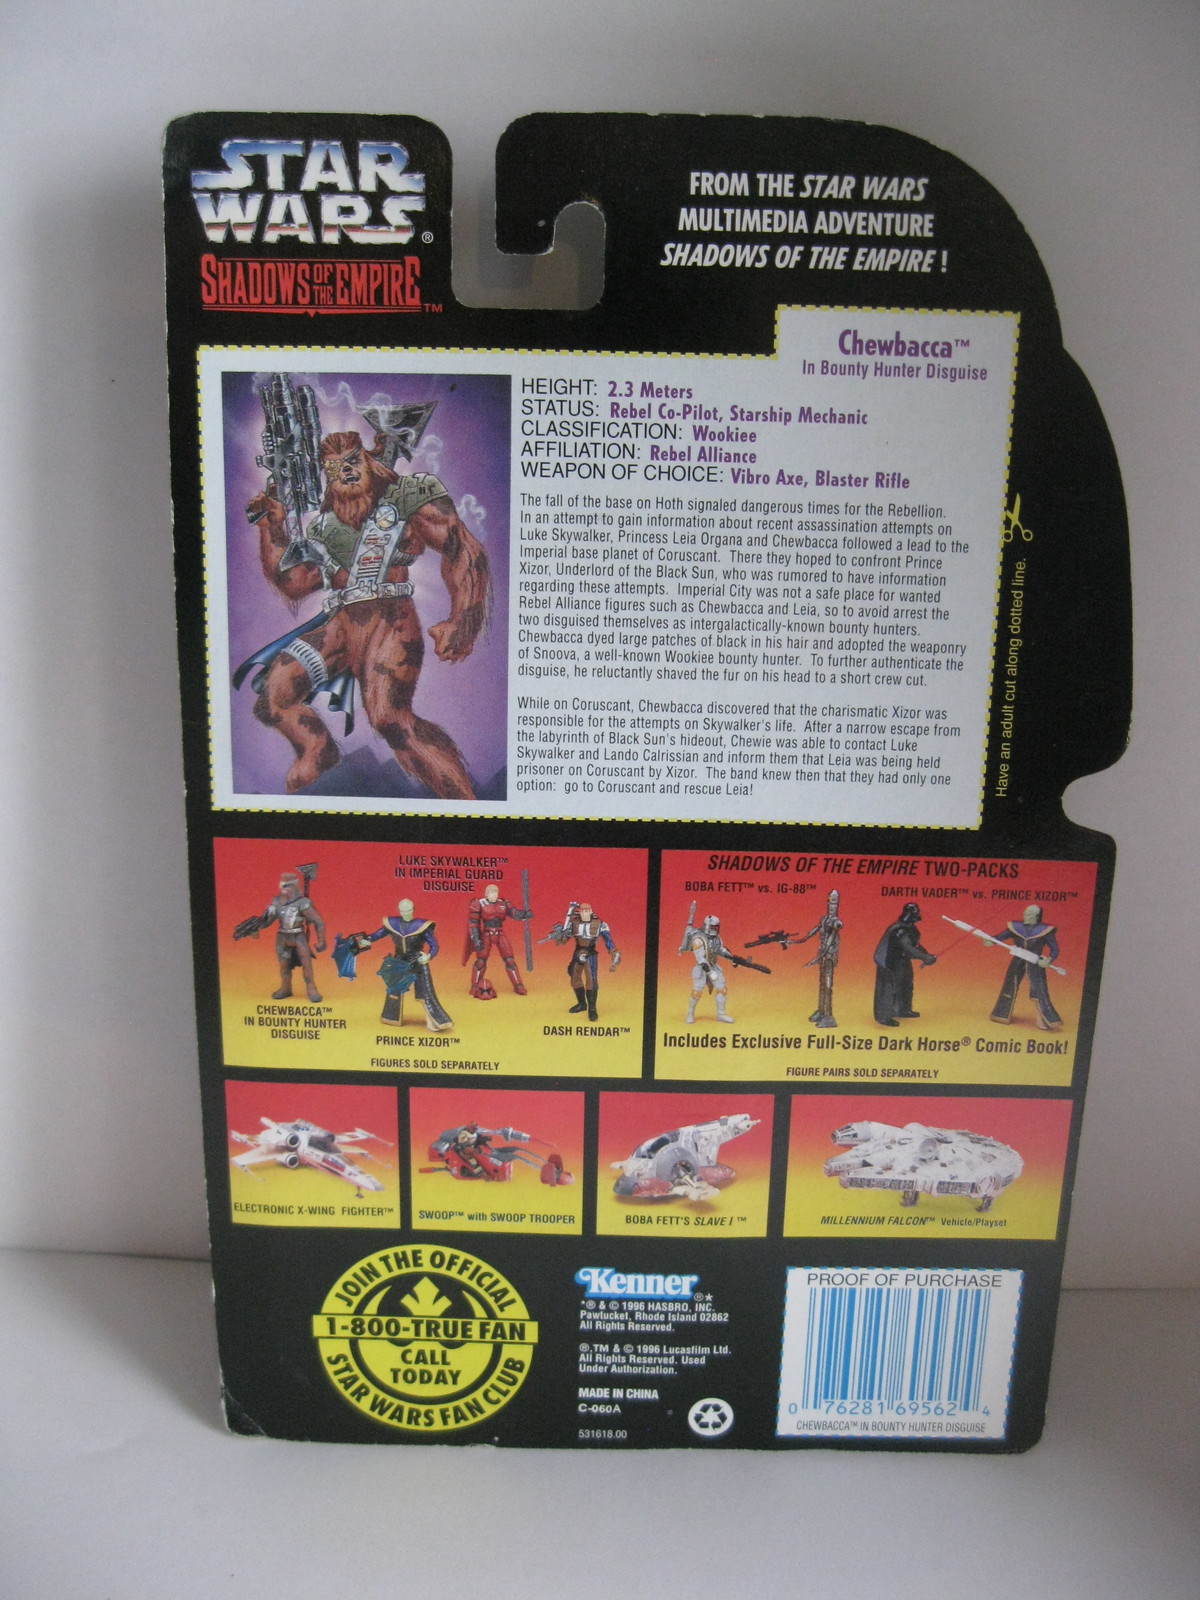 STAR
WARS®
SHADOWS OF THE EMPIRE™
FROM THE STAR WARS
MULTIMEDIA ADVENTURE
SHADOWS OF THE EMPIRE!
Chewbacca™
In Bounty Hunter Disguise
HEIGHT: 2.3 Meters
STATUS: Rebel Co-Pilot, Starship Mechanic
CLASSIFICATION: Wookiee
AFFILIATION: Rebel Alliance
WEAPON OF CHOICE: Vibro Axe, Blaster Rifle
The fall of the base on Hoth signaled dangerous times for the Rebellion.
In an attempt to gain information about recent assassination attempts on
Luke Skywalker, Princess Leia Organa and Chewbacca followed a lead to the
Imperial base planet of Coruscant. There they hoped to confront Prince
Xizor, Underlord of the Black Sun, who was rumored to have information
regarding these attempts. Imperial City was not a safe place for wanted
Rebel Alliance figures such as Chewbacca and Leia, so to avoid arrest the
two disguised themselves as intergalactically-known bounty hunters.
Chewbacca dyed large patches of black in his hair and adopted the weaponry
of Snoova, a well-known Wookiee bounty hunter. To further authenticate the
disguise, he reluctantly shaved the fur on his head to a short crew cut.
While on Coruscant, Chewbacca discovered that the charismatic Xizor was
responsible for the attempts on Skywalker's life. After a narrow escape from
the labyrinth of Black Sun's hideout, Chewie was able to contact Luke
Skywalker and Lando Calrissian and inform them that Leia was being held
prisoner on Coruscant by Xizor. The band knew then that they had only one
option: go to Coruscant and rescue Leia!
Have an adult cut along dotted line.
LUKE SKYWALKER™
IN IMPERIAL GUARD
DISGUISE
CHEWBACCA™
IN BOUNTY HUNTER
DISGUISE
PRINCE XIZOR™
DASH RENDAR™
FIGURES SOLD SEPARATELY
SHADOWS OF THE EMPIRE TWO-PACKS
BOBA FETT™ vs. IG-88™
DARTH VADER™ vs. PRINCE XIZOR™
Includes Exclusive Full-Size Dark Horse® Comic Book!
FIGURE PAIRS SOLD SEPARATELY
ELECTRONIC X-WING FIGHTER™
SWOOP™ with SWOOP TROOPER
BOBA FETT'S SLAVE I™
MILLENNIUM FALCON™ Vehicle/Playset
JOIN THE OFFICIAL
1-800-TRUE FAN
CALL
TODAY
STAR WARS FAN CLUB
Kenner®*
*® & © 1996 HASBRO, INC.
Pawtucket, Rhode Island 02862
All Rights Reserved.
®,TM & © 1996 Lucasfilm Ltd.
All Rights Reserved. Used
Under Authorization.
MADE IN CHINA
C-060A
531618.00
PROOF OF PURCHASE
0 76281 69562 4
CHEWBACCA™ IN BOUNTY HUNTER DISGUISE